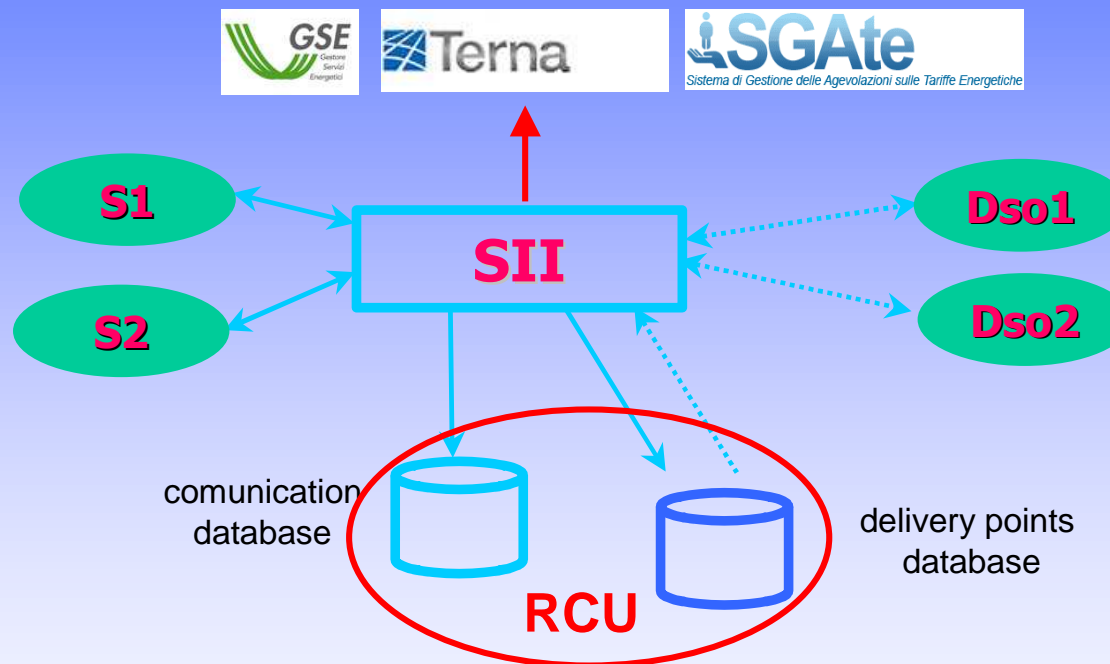 GSE
Gestore
Servizi
Energetici
Terna
SGAte
Sistema di Gestione delle Agevolazioni sulle Tariffe Energetiche
S1
Dso1
SII
S2
Dso2
comunication
database
delivery points
database
RCU